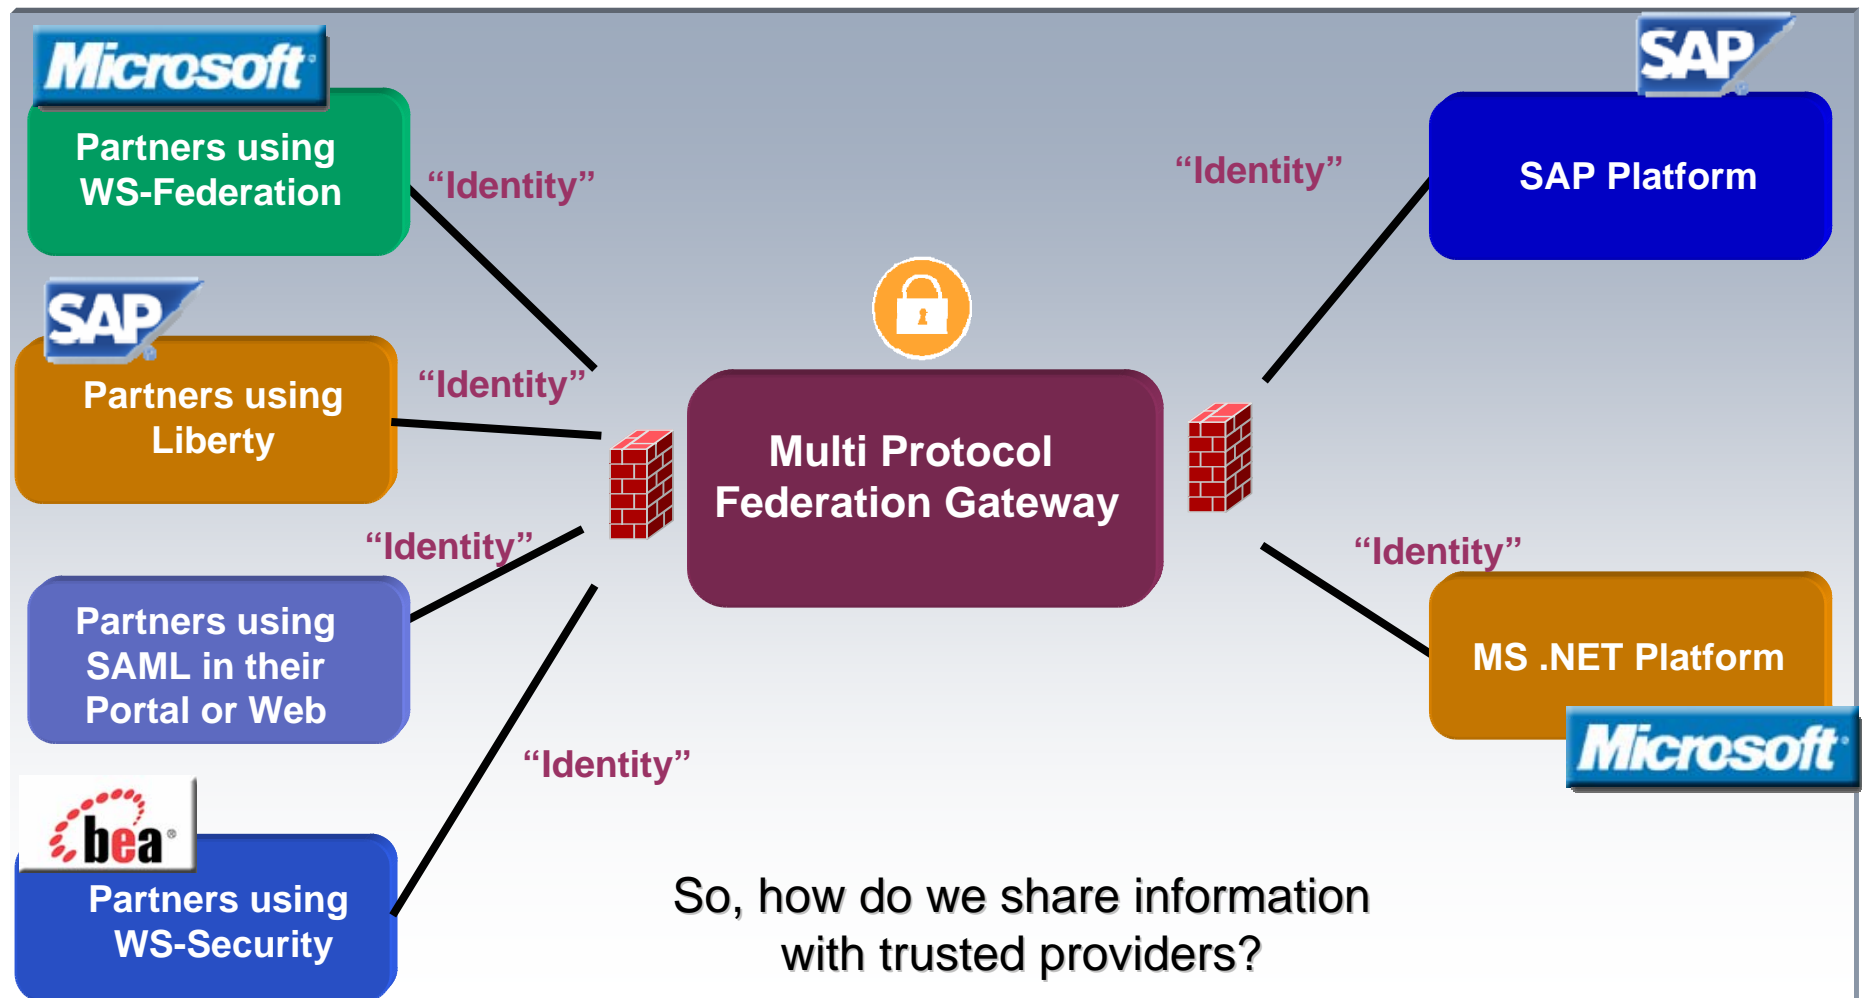 Microsoft®
Partners using
WS-Federation
“Identity”
SAP
®
Partners using
Liberty
“Identity”
“Identity”
Partners using
SAML in their
Portal or Web
bea®
Partners using
WS-Security
“Identity”
Multi Protocol
Federation Gateway
“Identity”
SAP
®
SAP Platform
“Identity”
MS .NET Platform
Microsoft®
So, how do we share information
with trusted providers?